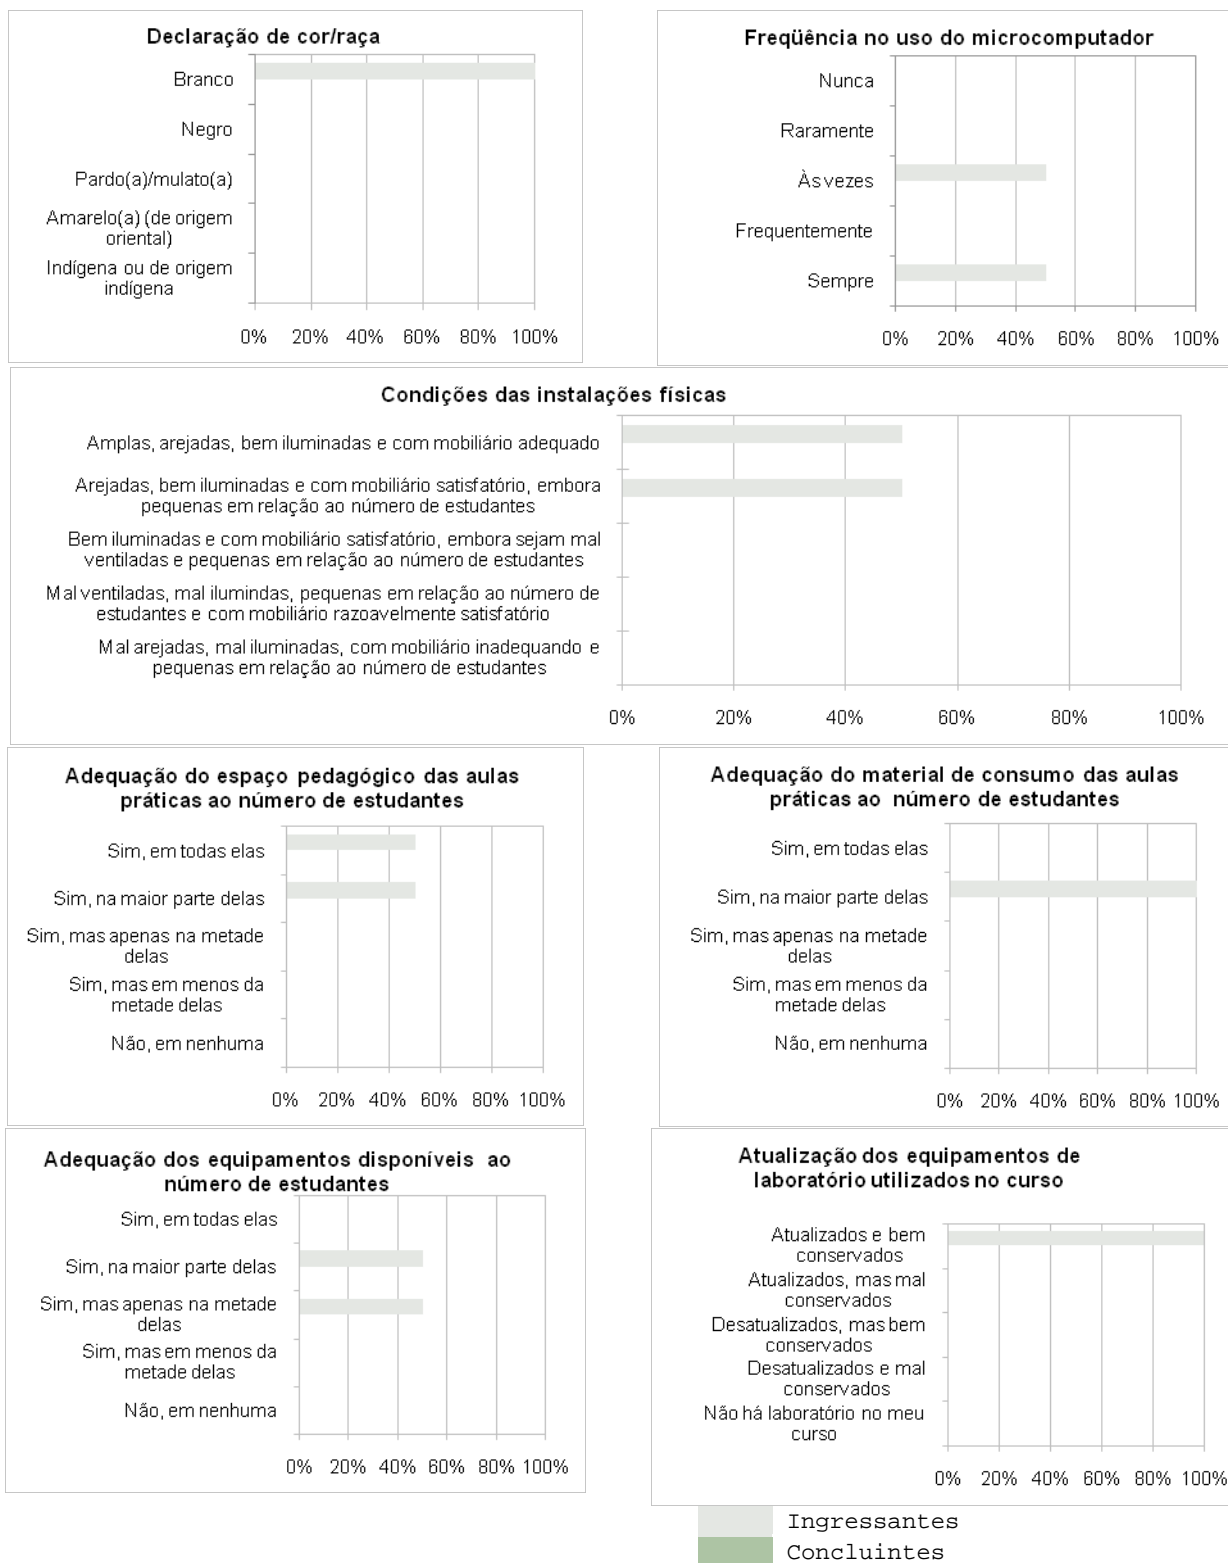 Declaração de cor/raça
Branco
Negro
Pardo(a)/mulato(a)
Amarelo(a) (de origem
oriental)
Indígena ou de origem
indígena
0% 20% 40% 60% 80% 100%
Freqüência no uso do microcomputador
Nunca
Raramente
Às vezes
Frequentemente
Sempre
0% 20% 40% 60% 80% 100%
Condições das instalações físicas
Amplas, arejadas, bem iluminadas e com mobiliário adequado
Arejadas, bem iluminadas e com mobiliário satisfatório, embora
pequenas em relação ao número de estudantes
Bem iluminadas e com mobiliário satisfatório, embora sejam mal
ventiladas e pequenas em relação ao número de estudantes
Mal ventiladas, mal ilumindas, pequenas em relação ao número de
estudantes e com mobiliário razoavelmente satisfatório
Mal arejadas, mal iluminadas, com mobiliário inadequando e
pequenas em relação ao número de estudantes
0% 20% 40% 60% 80% 100%
Adequação do espaço pedagógico das aulas
práticas ao número de estudantes
Sim, em todas elas
Sim, na maior parte delas
Sim, mas apenas na metade
delas
Sim, mas em menos da
metade delas
Não, em nenhuma
0% 20% 40% 60% 80% 100%
Adequação do material de consumo das aulas
práticas ao número de estudantes
Sim, em todas elas
Sim, na maior parte delas
Sim, mas apenas na metade
delas
Sim, mas em menos da
metade delas
Não, em nenhuma
0% 20% 40% 60% 80% 100%
Adequação dos equipamentos disponíveis ao
número de estudantes
Sim, em todas elas
Sim, na maior parte delas
Sim, mas apenas na metade
delas
Sim, mas em menos da
metade delas
Não, em nenhuma
0% 20% 40% 60% 80% 100%
Atualização dos equipamentos de
laboratório utilizados no curso
Atualizados e bem
conservados
Atualizados, mas mal
conservados
Desatualizados, mas bem
conservados
Desatualizados e mal
conservados
Não há laboratório no meu
curso
0% 20% 40% 60% 80% 100%
Ingressantes
Concluintes